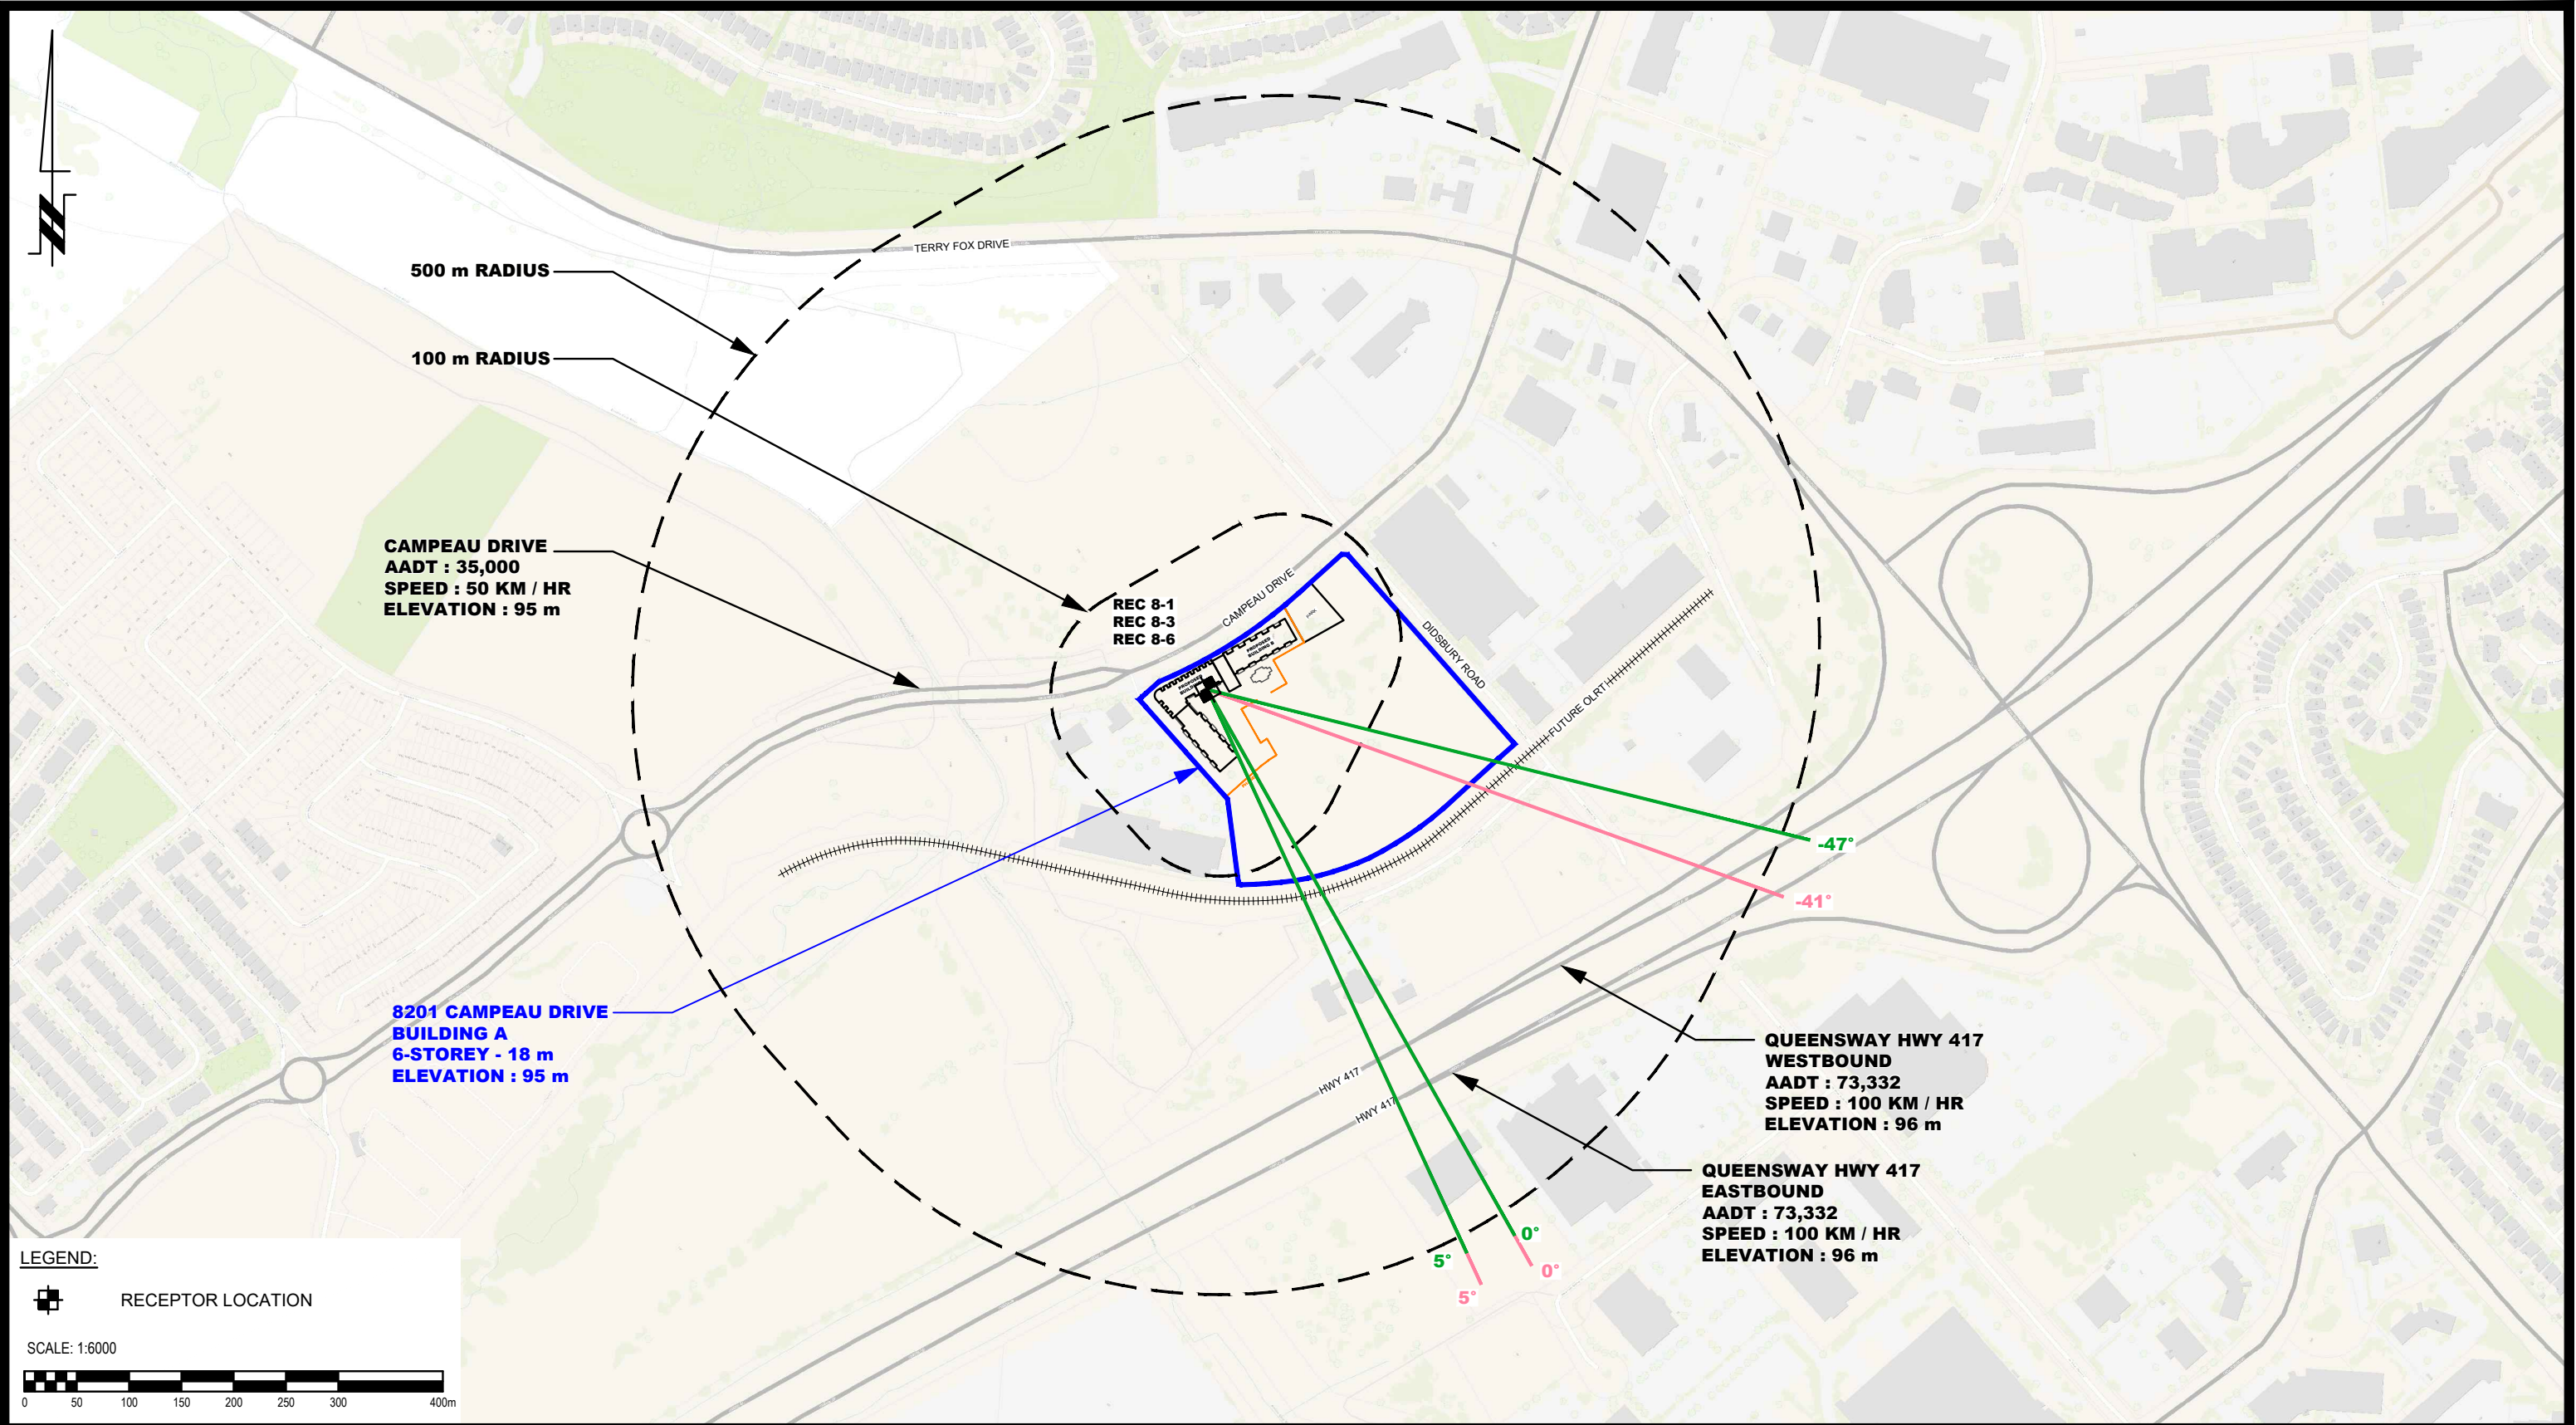 TERRY FOX DRIVE
500 m RADIUS
100 m RADIUS
CAMPEAU DRIVE
AADT : 35,000
SPEED : 50 KM / HR
ELEVATION : 95 m
REC 8-1
REC 8-3
REC 8-6
CAMPEAU DRIVE
PARK
PROPOSED
BUILDING B
PROPOSED
DIDSBURY ROAD
FUTURE OLRT
-47°
-41°
8201 CAMPEAU DRIVE
BUILDING A
6-STOREY - 18 m
ELEVATION : 95 m
HWY 417
HWY 417
QUEENSWAY HWY 417
WESTBOUND
AADT : 73,332
SPEED : 100 KM / HR
ELEVATION : 96 m
QUEENSWAY HWY 417
EASTBOUND
AADT : 73,332
SPEED : 100 KM / HR
ELEVATION : 96 m
0°
5°
0°
5°
LEGEND:
RECEPTOR LOCATION
SCALE: 1:6000
0 50 100 150 200 250 300 400m